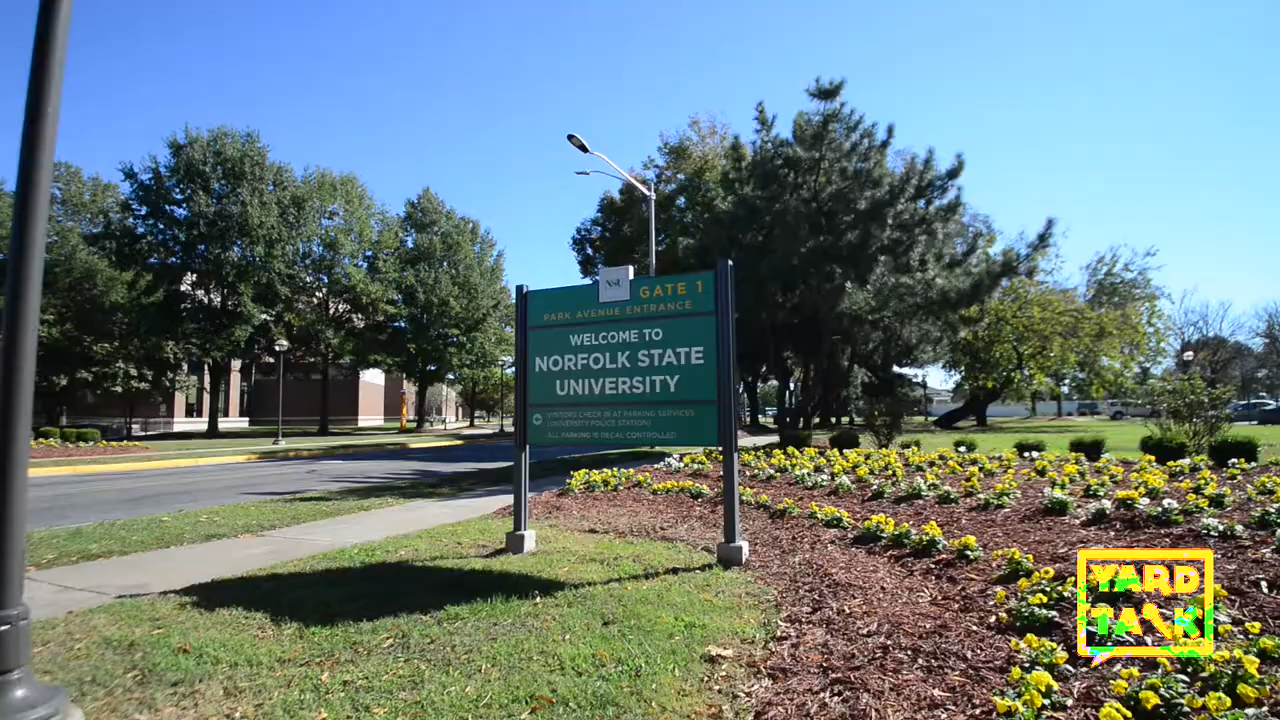 NSU
GATE 1
PARK AVENUE ENTRANCE
WELCOME TO
NORFOLK STATE
UNIVERSITY
VISITORS CHECK IN AT PARKING SERVICES
(UNIVERSITY POLICE STATION)
ALL PARKING IS DECAL CONTROLLED
YARD
TALK